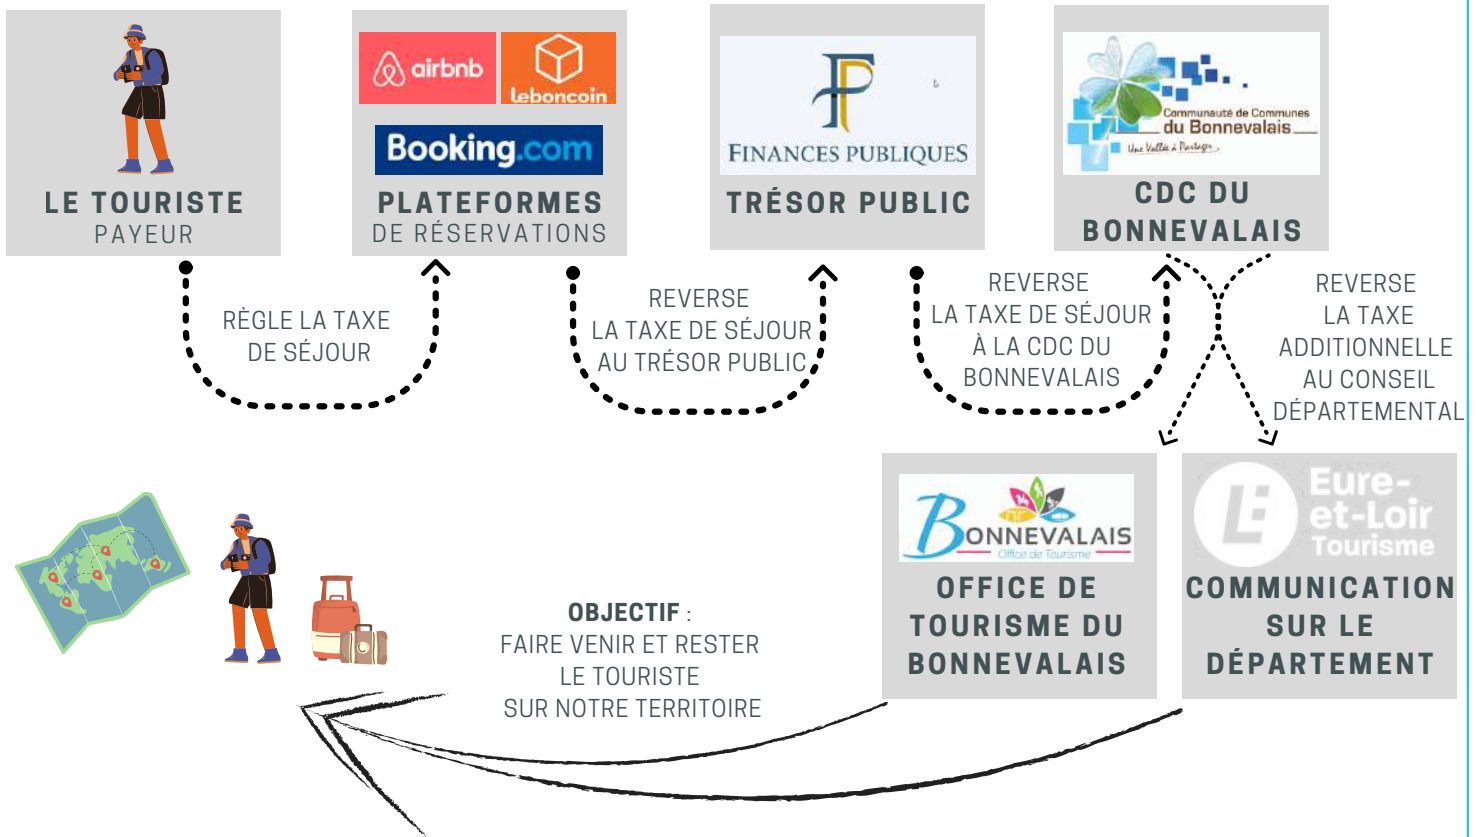 airbnb
leboncoin
Booking.com
FINANCES PUBLIQUES
Communauté de Communes
du Bonnevalais
Une Vallée à Partager
LE TOURISTE
PAYEUR
PLATEFORMES
DE RÉSERVATIONS
TRÉSOR PUBLIC
CDC DU
BONNEVALAIS
RÈGLE LA TAXE
DE SÉJOUR
REVERSE
LA TAXE DE SÉJOUR
AU TRÉSOR PUBLIC
REVERSE
LA TAXE DE SÉJOUR
À LA CDC DU
BONNEVALAIS
REVERSE
LA TAXE
ADDITIONNELLE
AU CONSEIL
DÉPARTEMENTAL
BONNEVALAIS
Office de Tourisme
OFFICE DE
TOURISME DU
BONNEVALAIS
Eure-
et-Loir
Tourisme
COMMUNICATION
SUR LE
DÉPARTEMENT
OBJECTIF :
FAIRE VENIR ET RESTER
LE TOURISTE
SUR NOTRE TERRITOIRE